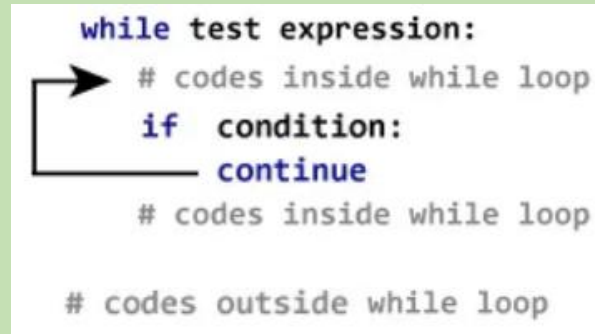 while test expression:
# codes inside while loop
if condition:
continue
# codes inside while loop
# codes outside while loop